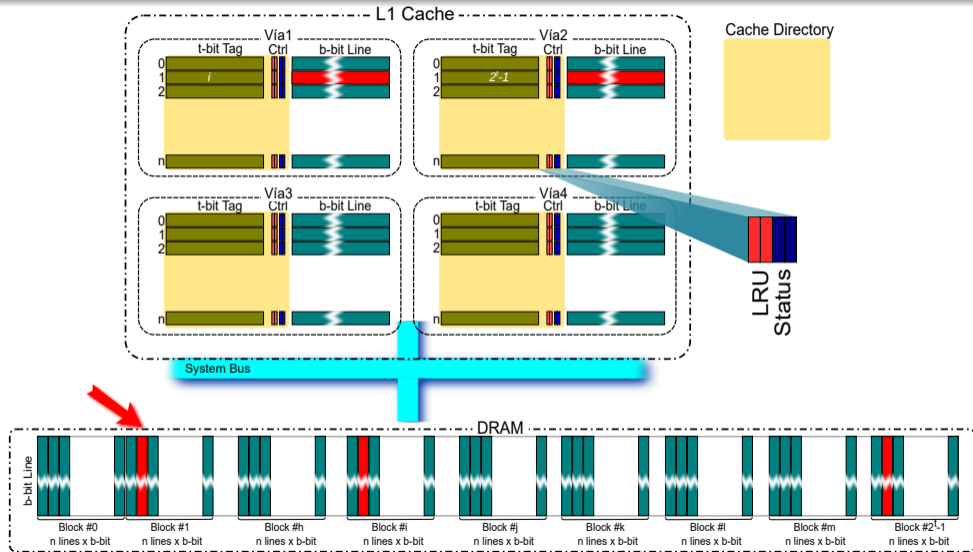 L1 Cache
Vía1
t-bit Tag Ctrl b-bit Line
0
1 i
2
n
Vía2
t-bit Tag Ctrl b-bit Line
0
1 2^t-1
2
n
Cache Directory
Vía3
t-bit Tag Ctrl b-bit Line
0
1
2
n
Vía4
t-bit Tag Ctrl b-bit Line
0
1
2
n
LRU
Status
System Bus
DRAM
b-bit Line
Block #0
n lines x b-bit
Block #1
n lines x b-bit
Block #h
n lines x b-bit
Block #i
n lines x b-bit
Block #j
n lines x b-bit
Block #k
n lines x b-bit
Block #l
n lines x b-bit
Block #m
n lines x b-bit
Block #2^t-1
n lines x b-bit